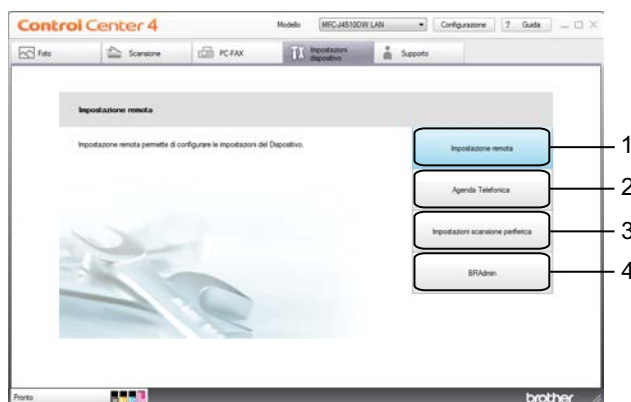 Control Center 4
Modello MFC-J4510DW LAN Configurazione ? Guida
Foto Scansione PC-FAX Impostazioni dispositivo Supporto
Impostazione remota
Impostazione remota permette di configurare le impostazioni del Dispositivo.
Impostazione remota 1
Agenda Telefonica 2
Impostazioni scansione periferica 3
BRAdmin 4
Pronto brother